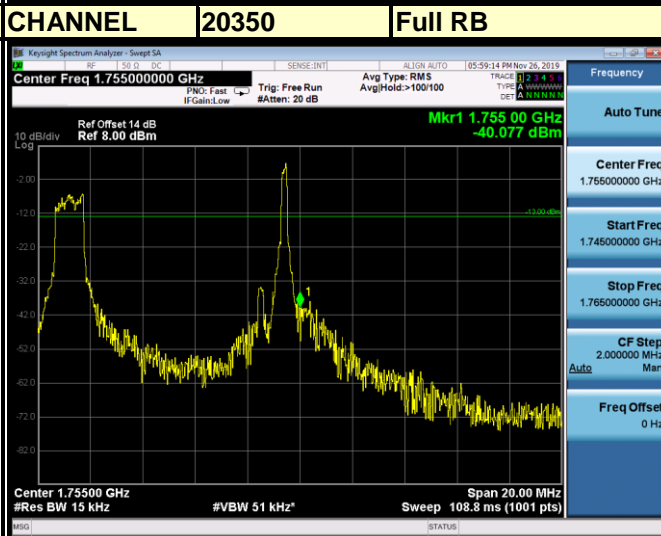 CHANNEL 20350 Full RB
Keysight Spectrum Analyzer - Swept SA
RF 50 Ω DC SENSE:INT ALIGN AUTO 05:59:14 PM Nov 26, 2019
Center Freq 1.755000000 GHz
PNO: Fast
IFGain:Low
Trig: Free Run
#Atten: 20 dB
Avg Type: RMS
Avg|Hold:>100/100
TRACE 1 2 3 4 5 6
TYPE A WWWWW
DET A NNNNN
Mkr1 1.755 00 GHz
-40.077 dBm
Ref Offset 14 dB
10 dB/div Ref 8.00 dBm
Log
-2.00
-12.0
-13.00 dBm
-22.0
-32.0
1
-42.0
-52.0
-62.0
-72.0
-82.0
Center 1.75500 GHz Span 20.00 MHz
#Res BW 15 kHz #VBW 51 kHz* Sweep 108.8 ms (1001 pts)
MSG STATUS
Frequency
Auto Tune
Center Freq
1.755000000 GHz
Start Freq
1.745000000 GHz
Stop Freq
1.765000000 GHz
CF Step
2.000000 MHz
Auto Man
Freq Offset
0 Hz